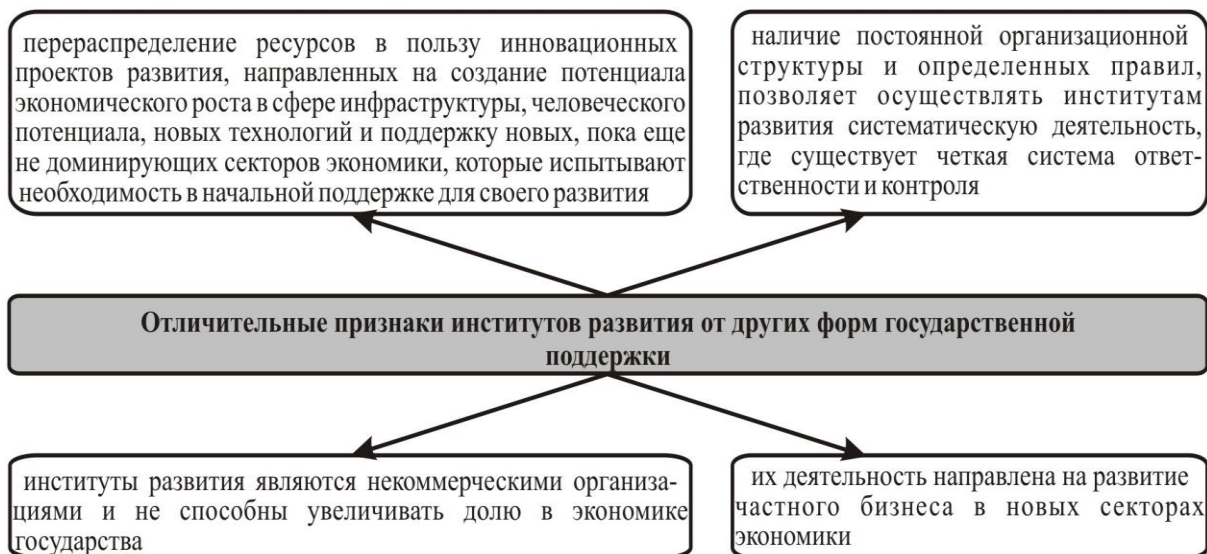 перераспределение ресурсов в пользу инновационных
проектов развития, направленных на создание потенциала
экономического роста в сфере инфраструктуры, человеческого
потенциала, новых технологий и поддержку новых, пока еще
не доминирующих секторов экономики, которые испытывают
необходимость в начальной поддержке для своего развития
наличие постоянной организационной
структуры и определенных правил,
позволяет осуществлять институтам
развития систематическую деятельность,
где существует четкая система ответ-
ственности и контроля
Отличительные признаки институтов развития от других форм государственной
поддержки
институты развития являются некоммерческими организа-
циями и не способны увеличивать долю в экономике
государства
их деятельность направлена на развитие
частного бизнеса в новых секторах
экономики